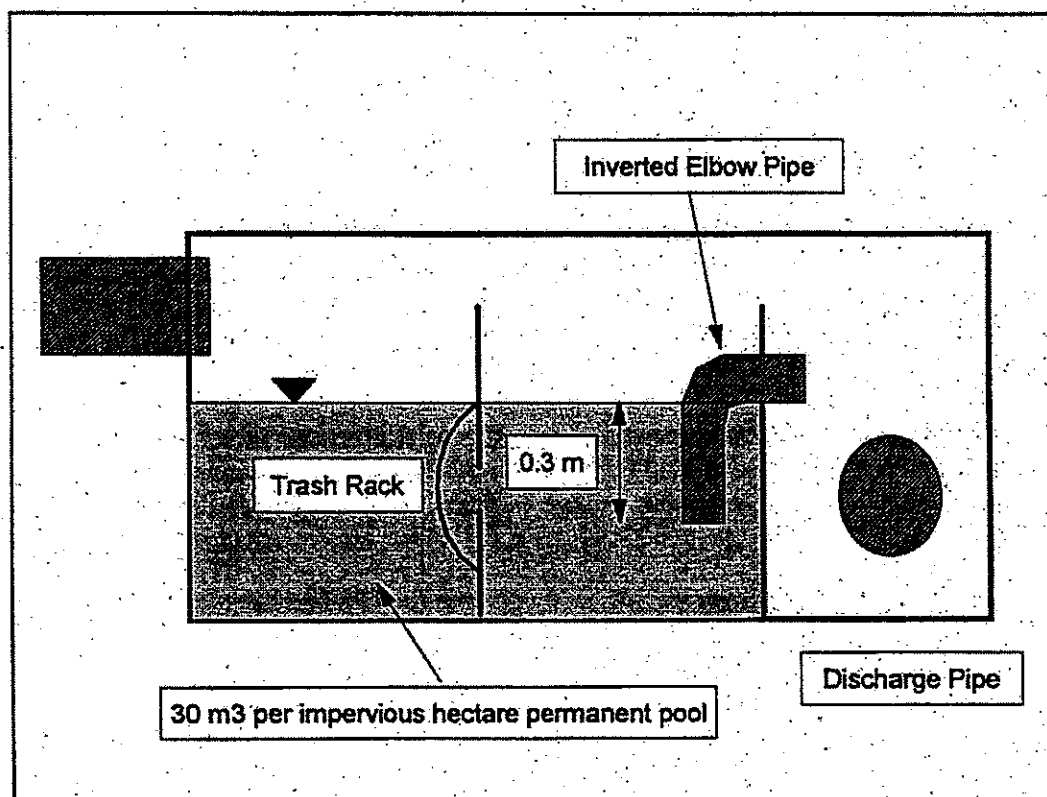 Inverted Elbow Pipe
Trash Rack
0.3 m
Discharge Pipe
30 m3 per impervious hectare permanent pool